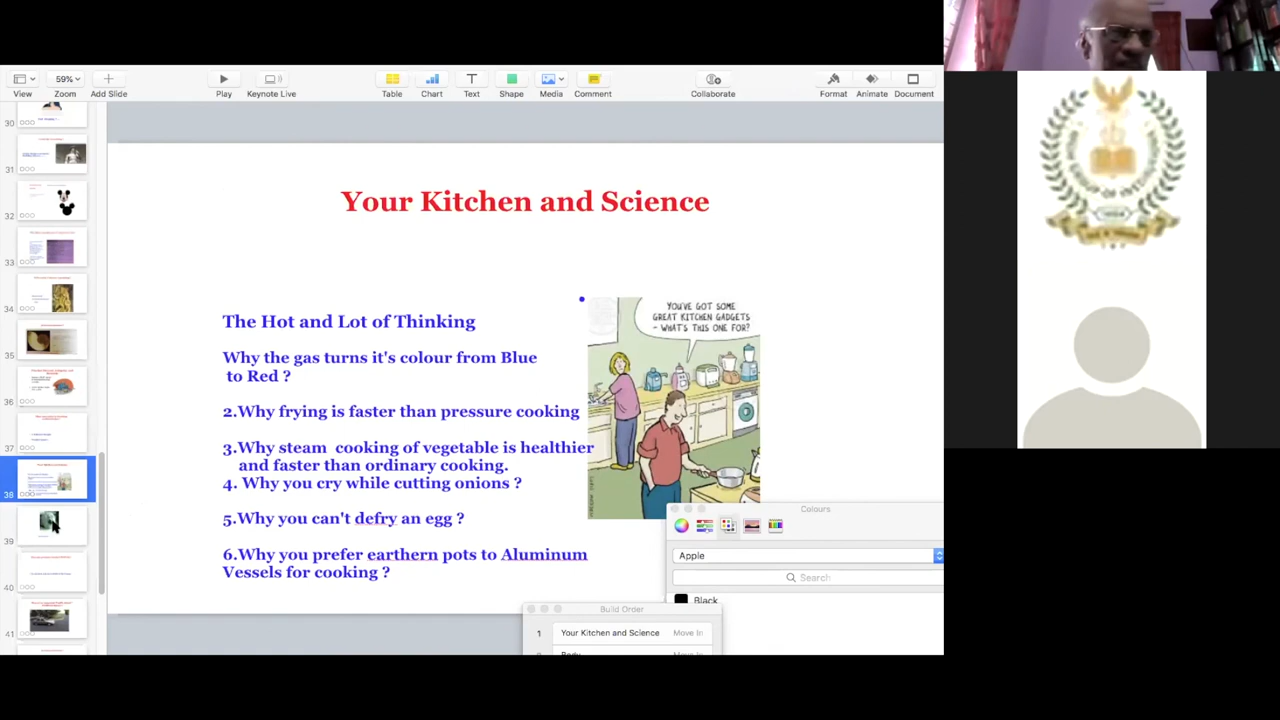 View
59%
Zoom
Add Slide
Play
Keynote Live
Table
Chart
Text
Shape
Media
Comment
Collaborate
Format
Animate
Document
30
31
32
33
34
35
36
37
38
39
40
41
Your Kitchen and Science
The Hot and Lot of Thinking
Why the gas turns it's colour from Blue
to Red ?
2.Why frying is faster than pressure cooking
3.Why steam cooking of vegetable is healthier
and faster than ordinary cooking.
4. Why you cry while cutting onions ?
5.Why you can't defry an egg ?
6.Why you prefer earthern pots to Aluminum
Vessels for cooking ?
YOU'VE GOT SOME
GREAT KITCHEN GADGETS
- WHAT'S THIS ONE FOR?
Colours
Apple
Search
Black
Build Order
1 Your Kitchen and Science Move In
Body Move In